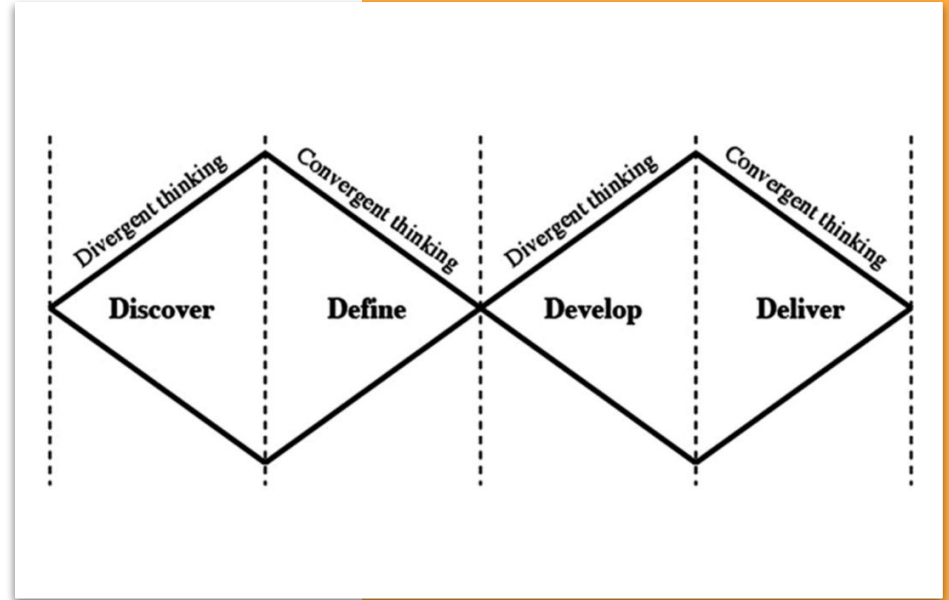 Divergent thinking
Convergent thinking
Divergent thinking
Convergent thinking
Discover
Define
Develop
Deliver